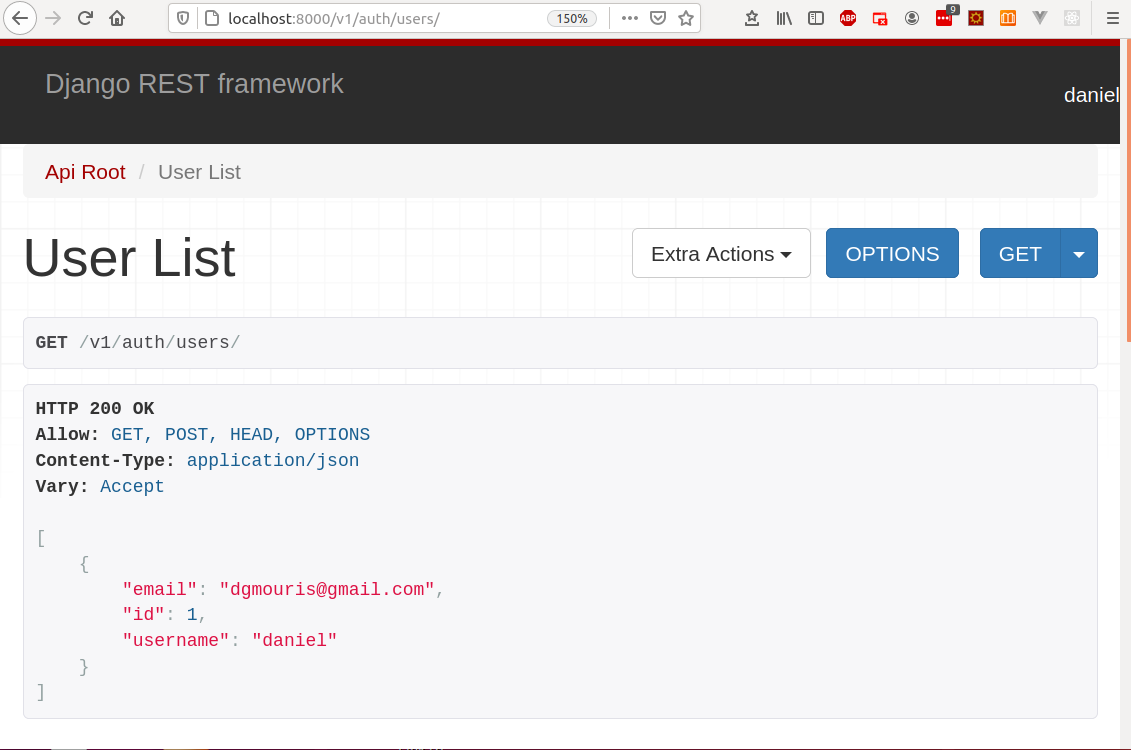 localhost:8000/v1/auth/users/ 150%
ABP 9
Django REST framework
daniel
Api Root / User List
User List
Extra Actions OPTIONS GET
GET /v1/auth/users/
HTTP 200 OK
Allow: GET, POST, HEAD, OPTIONS
Content-Type: application/json
Vary: Accept
[
{
"email": "dgmouris@gmail.com",
"id": 1,
"username": "daniel"
}
]